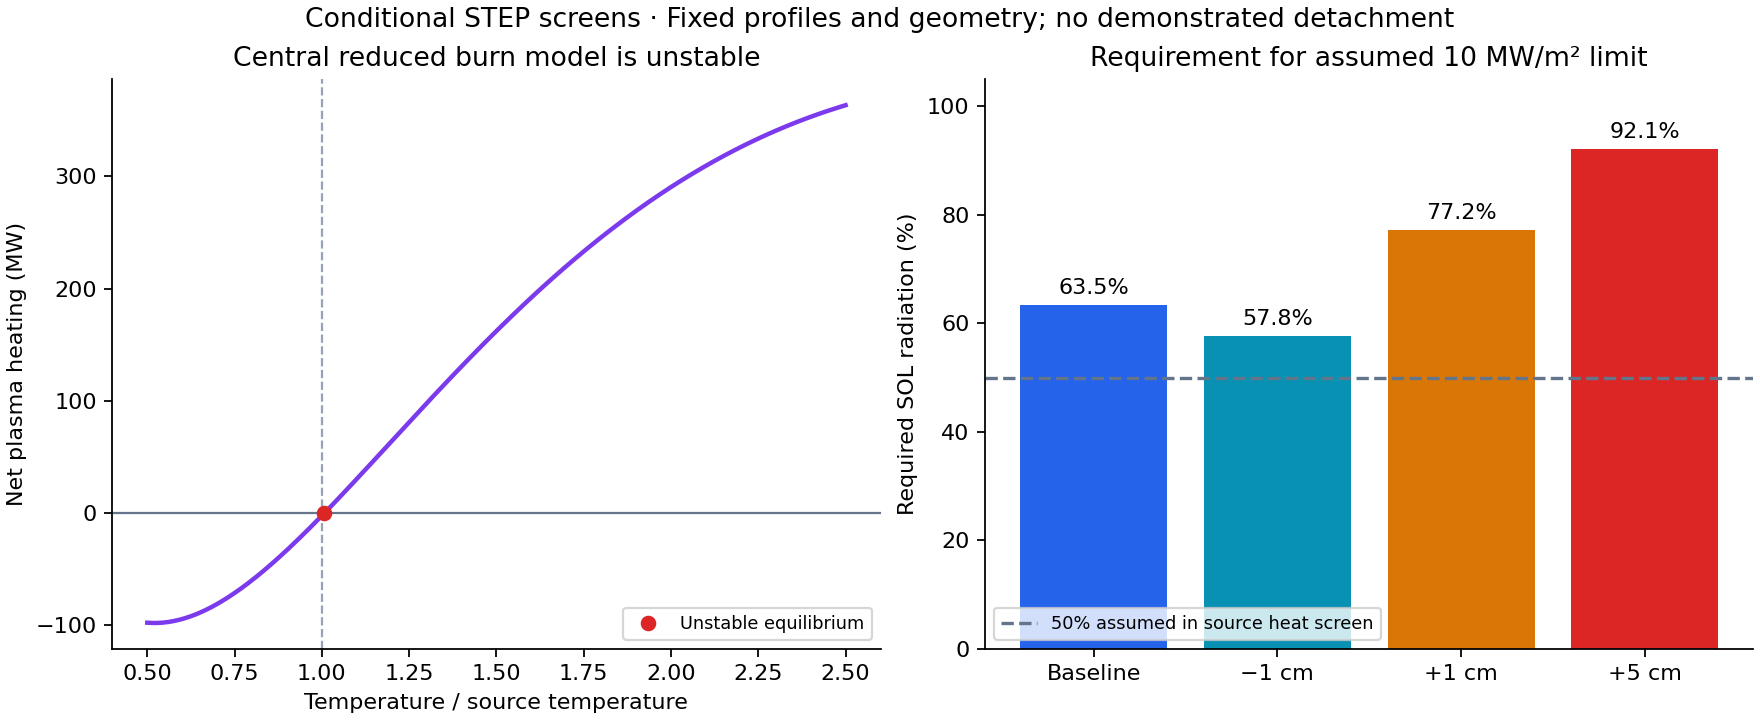 Conditional STEP screens · Fixed profiles and geometry; no demonstrated detachment
Central reduced burn model is unstable
Net plasma heating (MW)
300
200
100
0
−100
Unstable equilibrium
0.50 0.75 1.00 1.25 1.50 1.75 2.00 2.25 2.50
Temperature / source temperature
Requirement for assumed 10 MW/m² limit
Required SOL radiation (%)
100
80
60
40
20
0
63.5%
57.8%
77.2%
92.1%
50% assumed in source heat screen
Baseline −1 cm +1 cm +5 cm